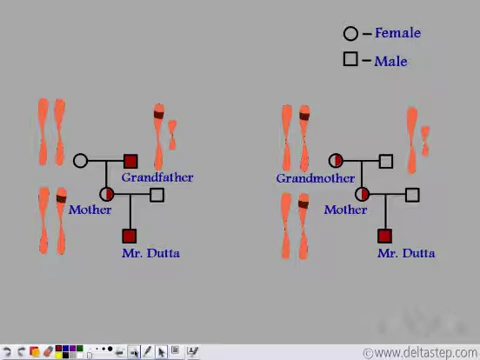 – Female
– Male
Grandfather
Mother
Mr. Dutta
Grandmother
Mother
Mr. Dutta
© www.deltastep.com